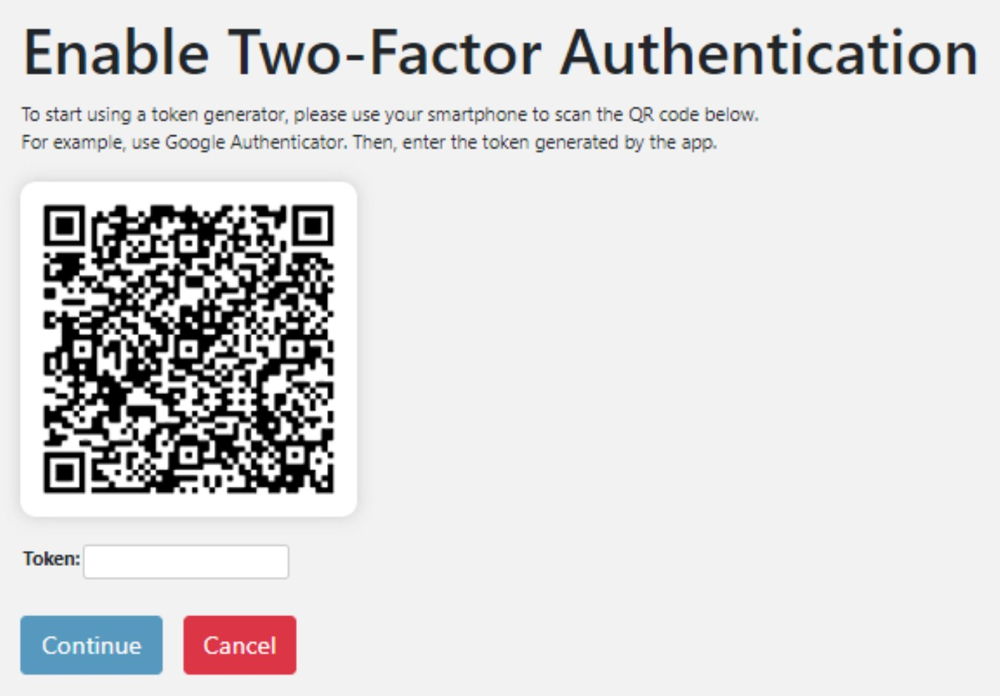 Enable Two-Factor Authentication
To start using a token generator, please use your smartphone to scan the QR code below.
For example, use Google Authenticator. Then, enter the token generated by the app.
Token:
Continue
Cancel